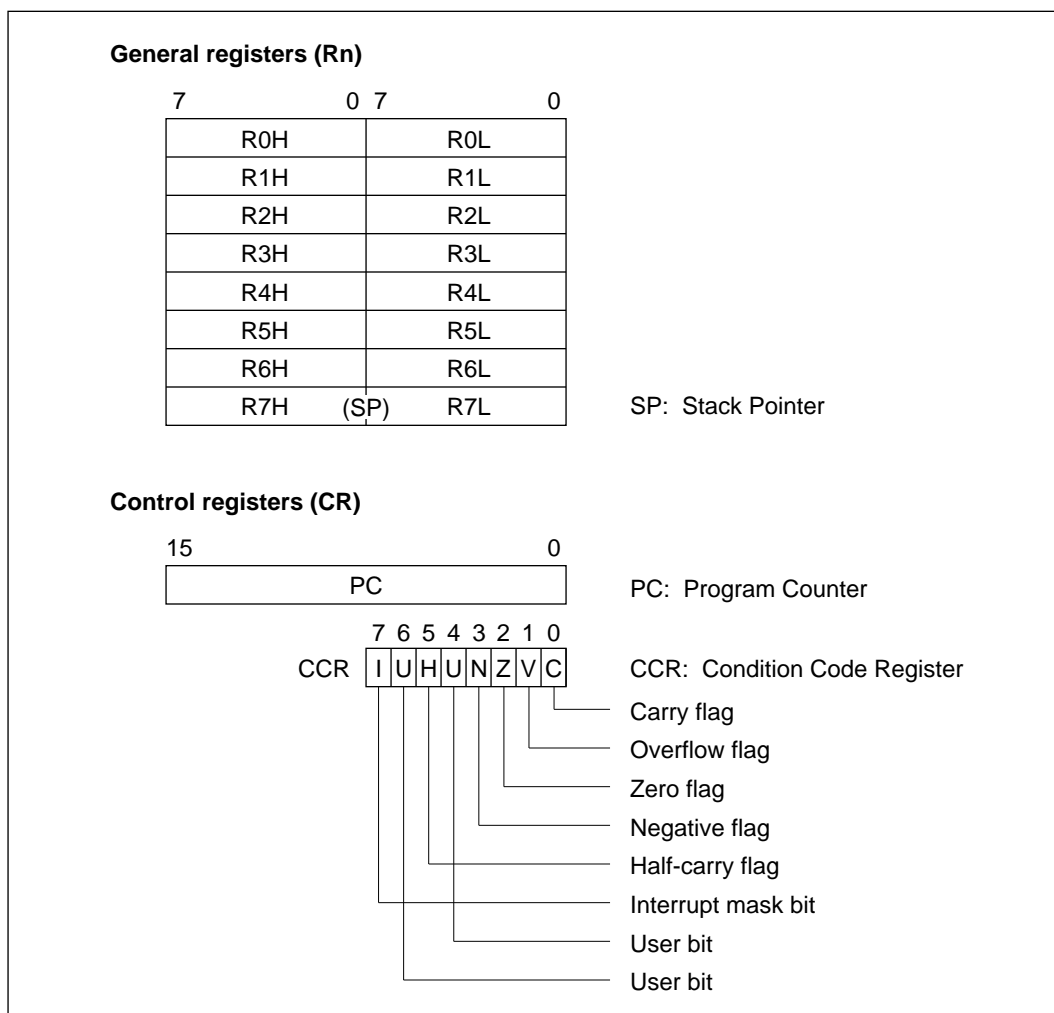 General registers (Rn)
7 0 7 0
R0H R0L
R1H R1L
R2H R2L
R3H R3L
R4H R4L
R5H R5L
R6H R6L
R7H (SP) R7L SP: Stack Pointer
Control registers (CR)
15 0
PC PC: Program Counter
7 6 5 4 3 2 1 0
CCR I U H U N Z V C CCR: Condition Code Register
Carry flag
Overflow flag
Zero flag
Negative flag
Half-carry flag
Interrupt mask bit
User bit
User bit